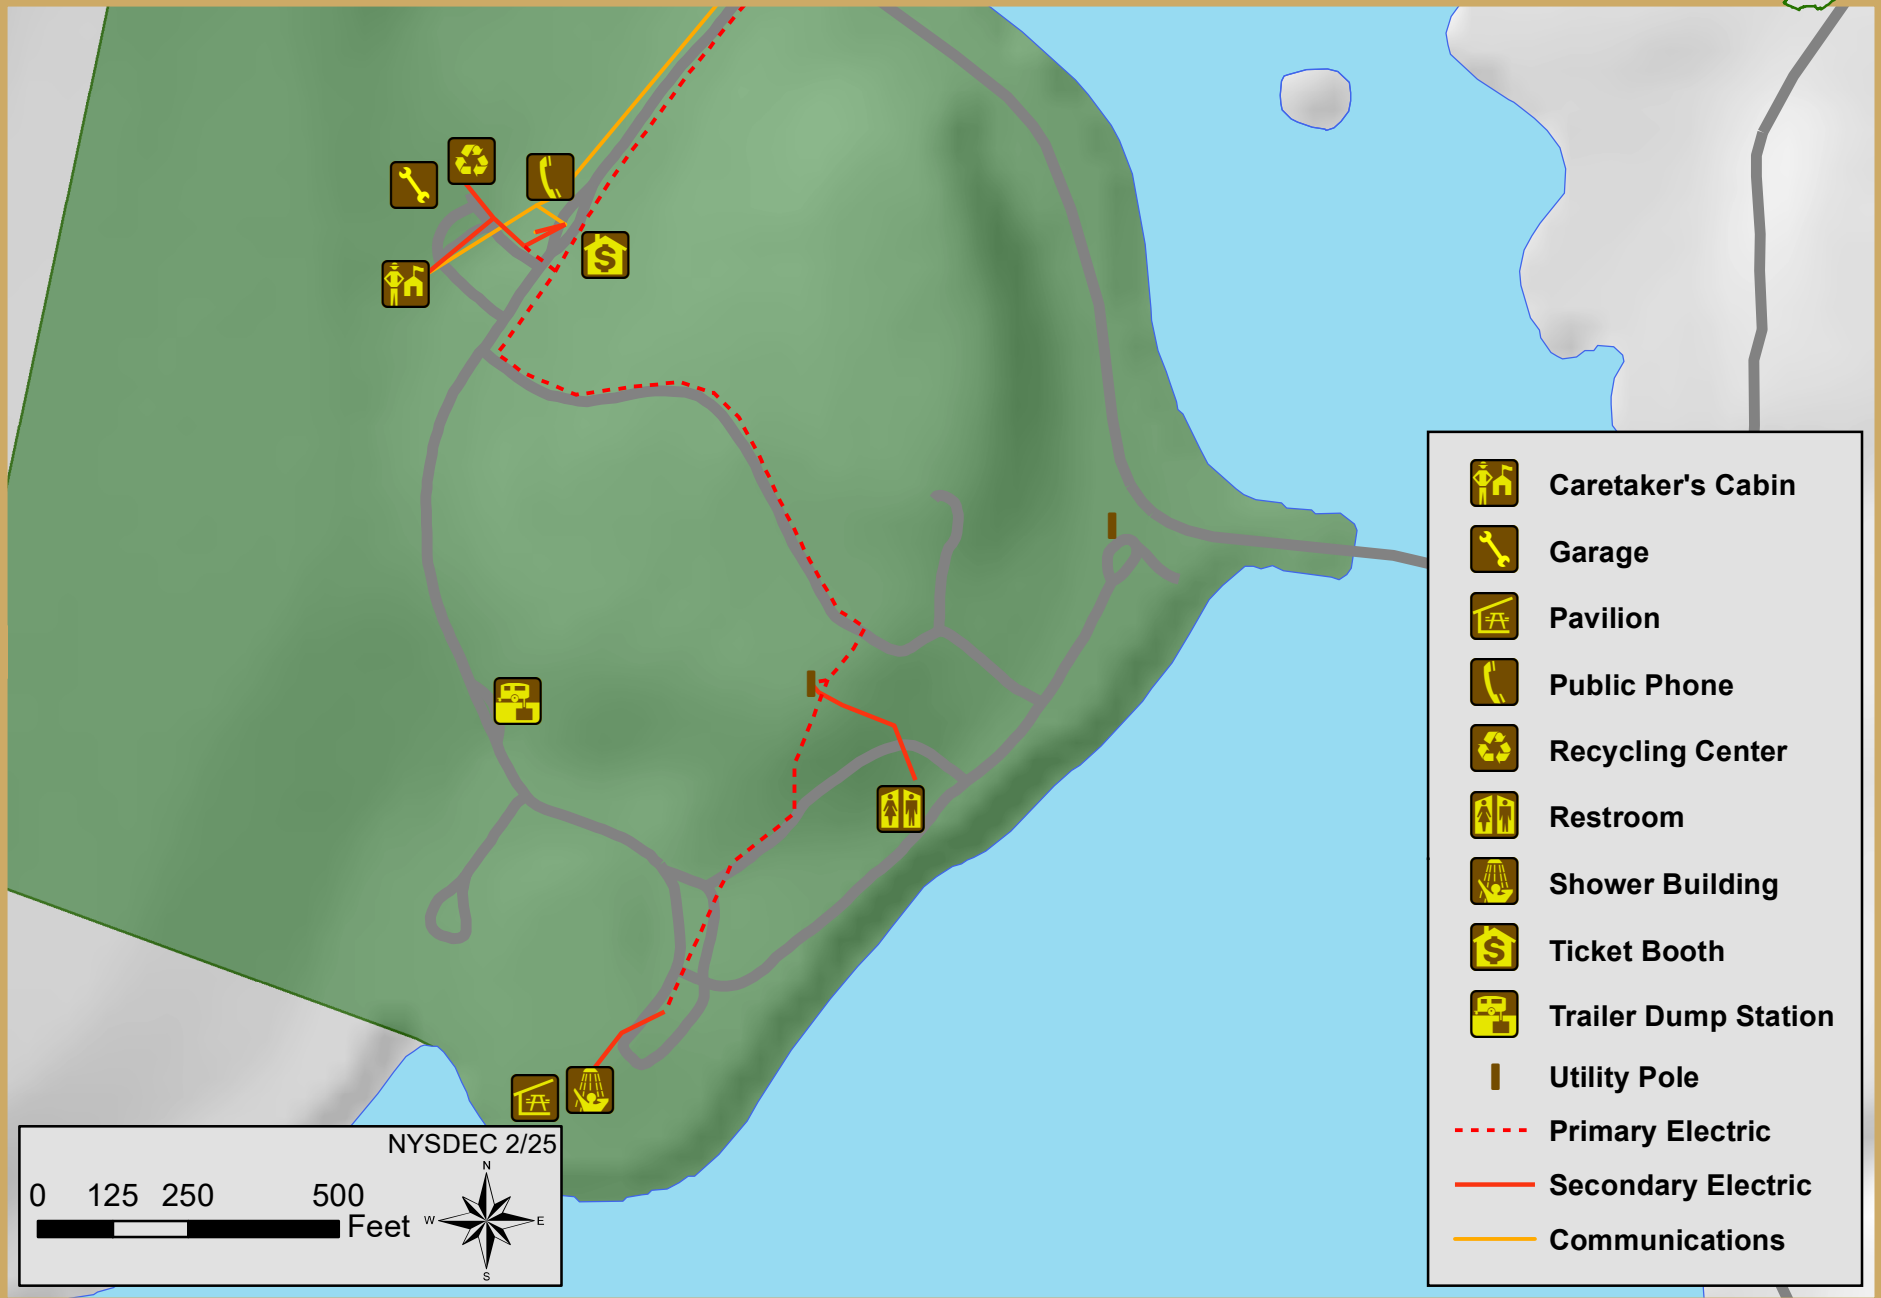 $
Caretaker's Cabin
Garage
Pavilion
Public Phone
Recycling Center
Restroom
Shower Building
$ Ticket Booth
Trailer Dump Station
Utility Pole
Primary Electric
Secondary Electric
Communications
NYSDEC 2/25
N
W E
S
0 125 250 500
Feet